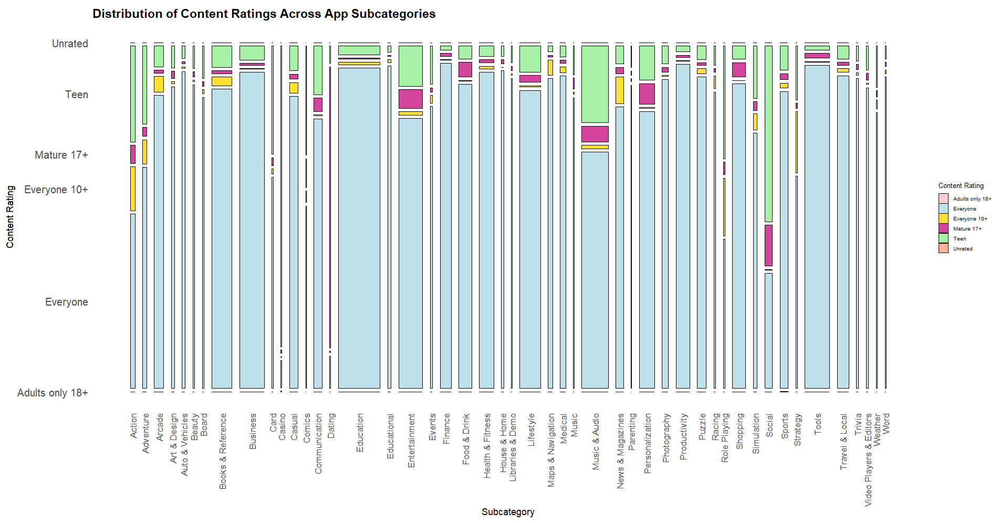 Distribution of Content Ratings Across App Subcategories
Unrated
Teen
Mature 17+
Everyone 10+
Everyone
Adults only 18+
Content Rating
Content Rating
Adults only 18+
Everyone
Everyone 10+
Mature 17+
Teen
Unrated
Action
Adventure
Arcade
Art & Design
Auto & Vehicles
Beauty
Board
Books & Reference
Business
Card
Casino
Casual
Comics
Communication
Dating
Education
Educational
Entertainment
Events
Finance
Food & Drink
Health & Fitness
House & Home
Libraries & Demo
Lifestyle
Maps & Navigation
Medical
Music
Music & Audio
News & Magazines
Parenting
Personalization
Photography
Productivity
Puzzle
Racing
Role Playing
Shopping
Simulation
Social
Sports
Strategy
Tools
Travel & Local
Trivia
Video Players & Editors
Weather
Word
Subcategory